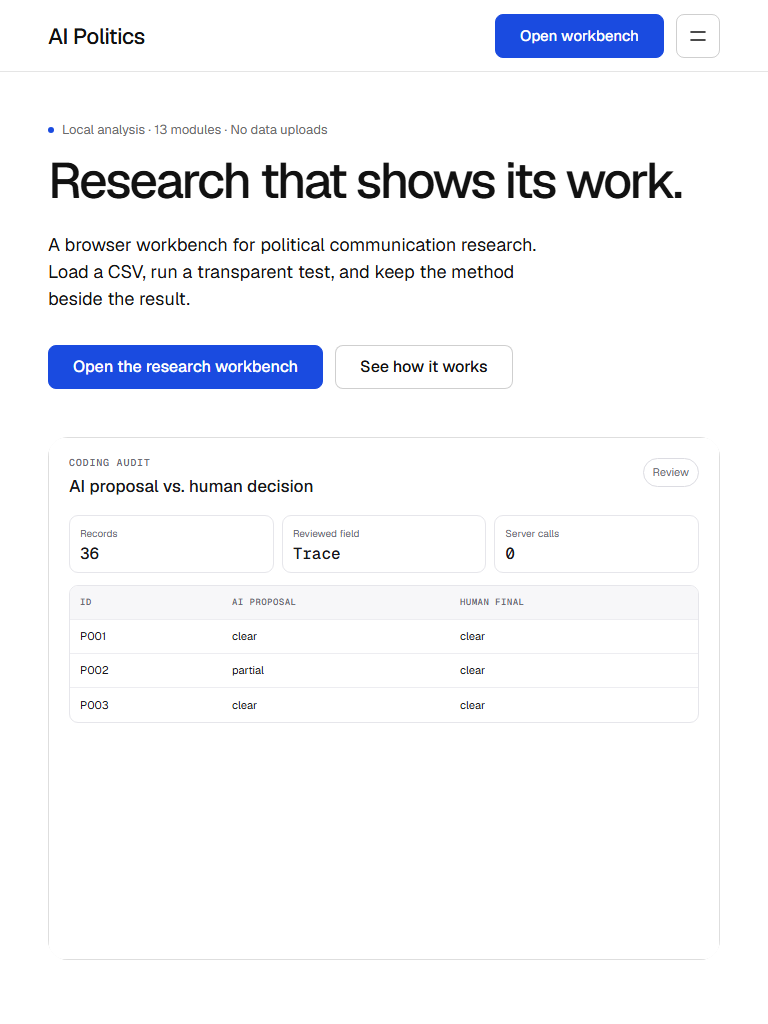 AI Politics
Open workbench
Local analysis · 13 modules · No data uploads
Research that shows its work.
A browser workbench for political communication research.
Load a CSV, run a transparent test, and keep the method
beside the result.
Open the research workbench
See how it works
CODING AUDIT
AI proposal vs. human decision
Review
Records
36
Reviewed field
Trace
Server calls
0
ID AI PROPOSAL HUMAN FINAL
P001 clear clear
P002 partial clear
P003 clear clear